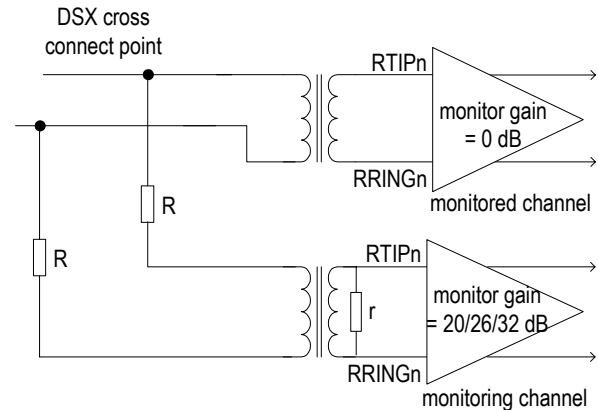 DSX cross
connect point
RTIPn
monitor gain
= 0 dB
RRINGn
monitored channel
R
R
RTIPn
monitor gain
= 20/26/32 dB
r
RRINGn
monitoring channel